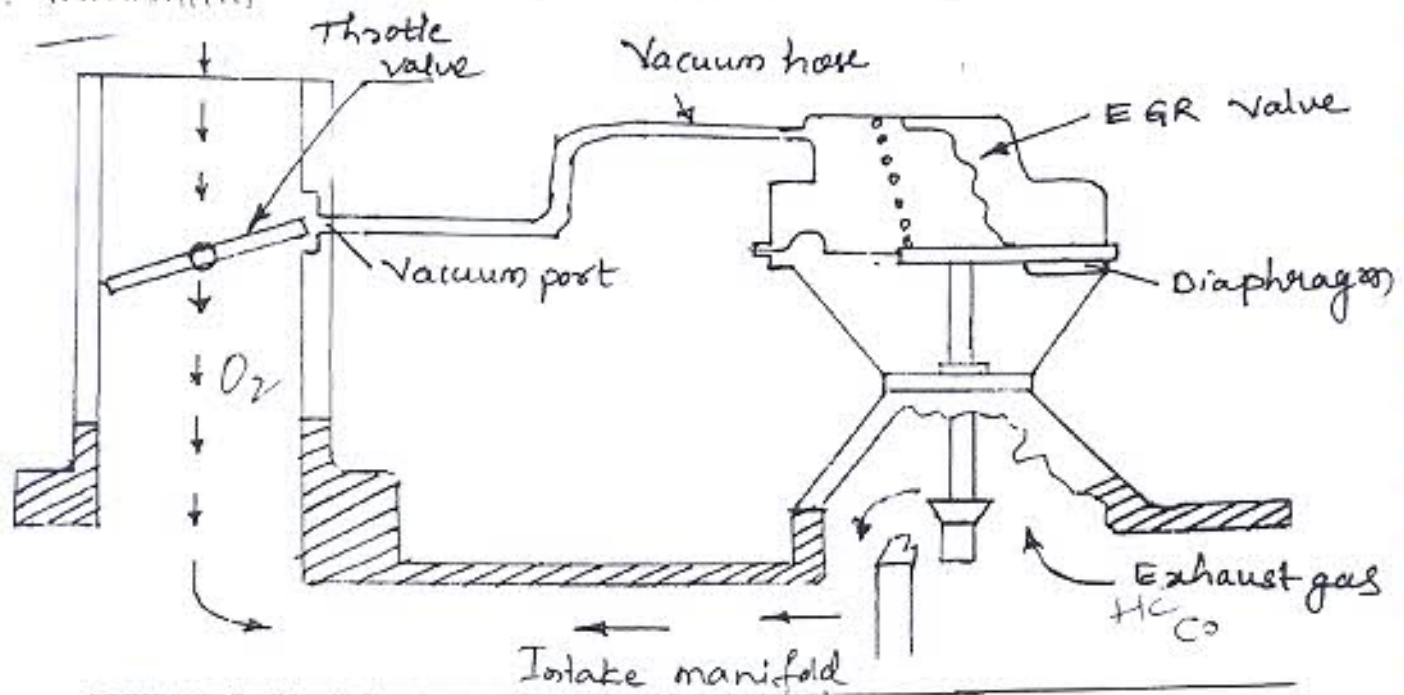 Throttle
valve
Vacuum hose
EGR valve
Vacuum port
Diaphragm
O2
Exhaust gas
HC
CO
Intake manifold